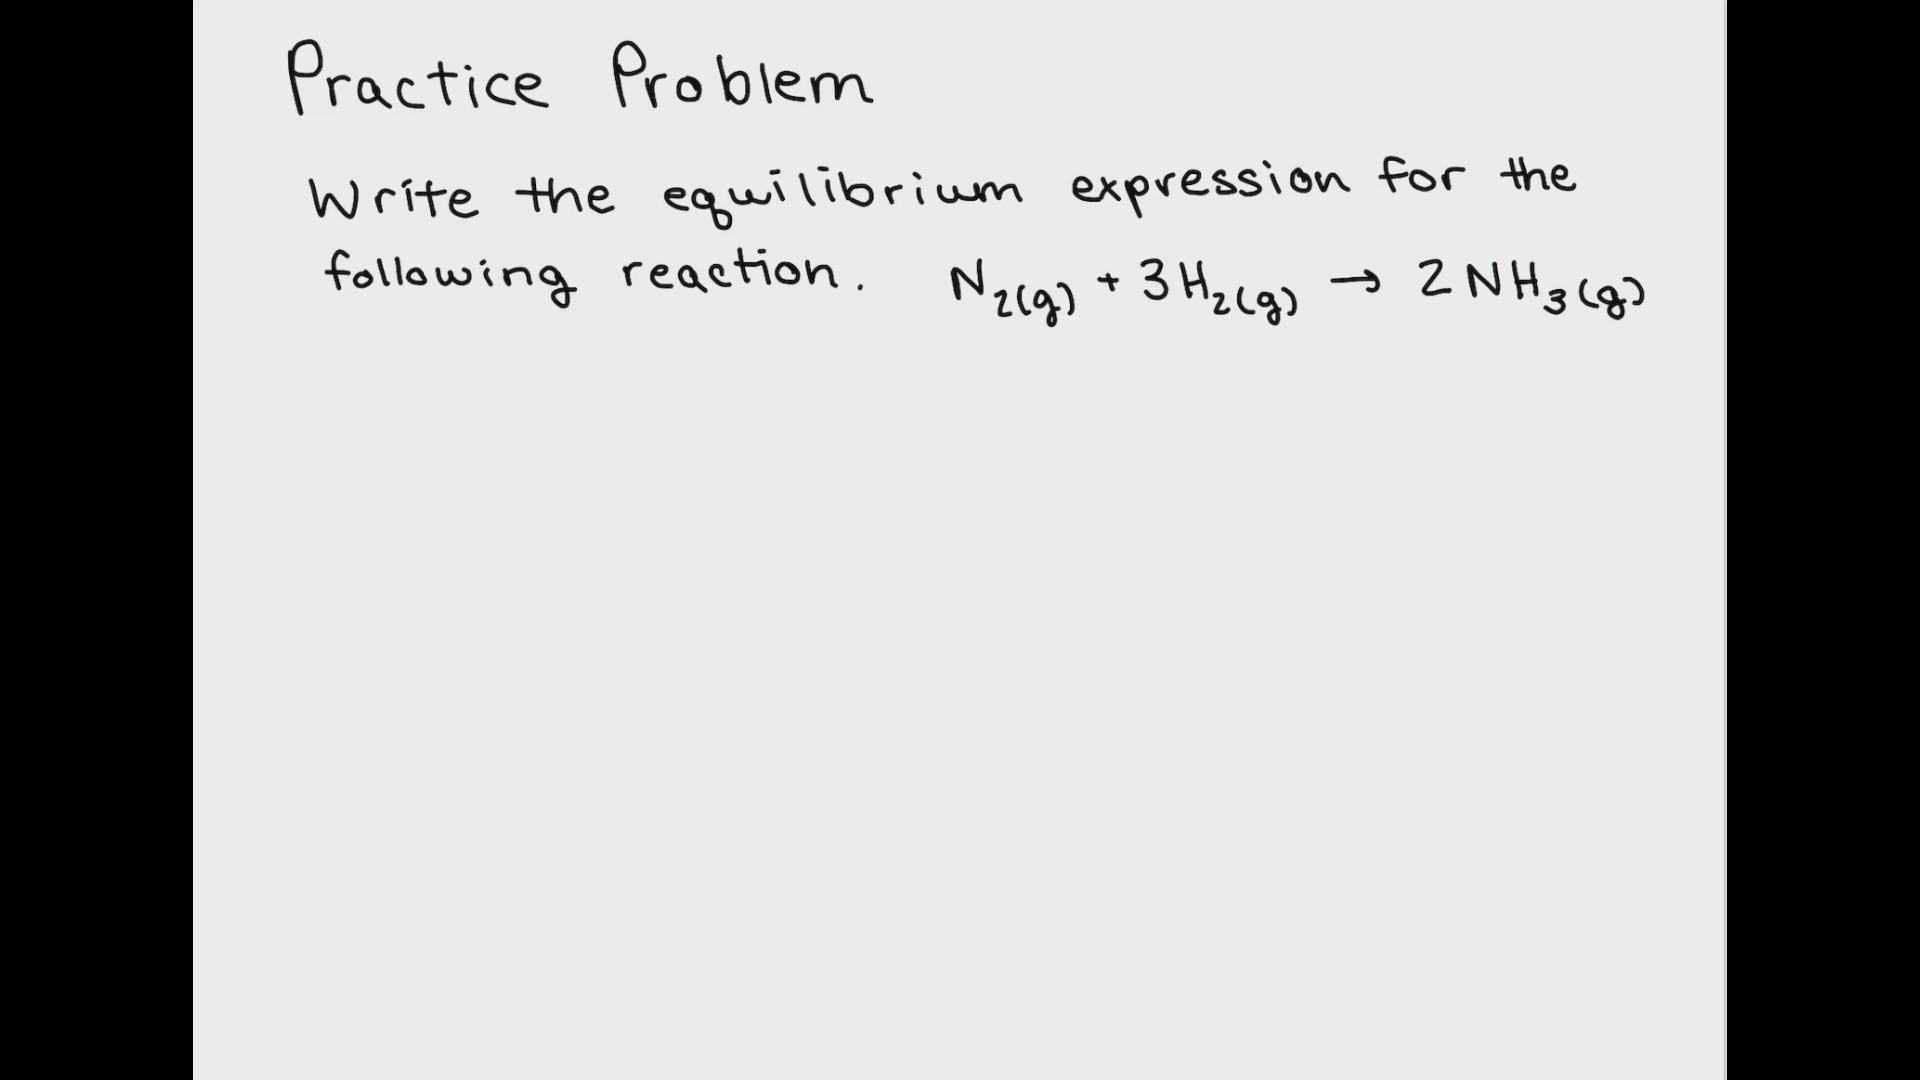 Practice Problem
Write the equilibrium expression for the
following reaction. N₂(g) + 3H₂(g) → 2NH₃(g)